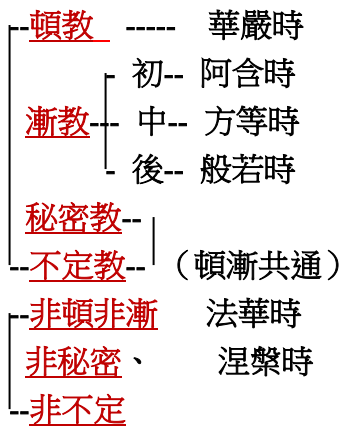 --頓教 ----- 華嚴時
- 初-- 阿含時
漸教--- 中-- 方等時
- 後-- 般若時
秘密教--
--不定教-- （頓漸共通）
--非頓非漸 法華時
非秘密、 涅槃時
--非不定